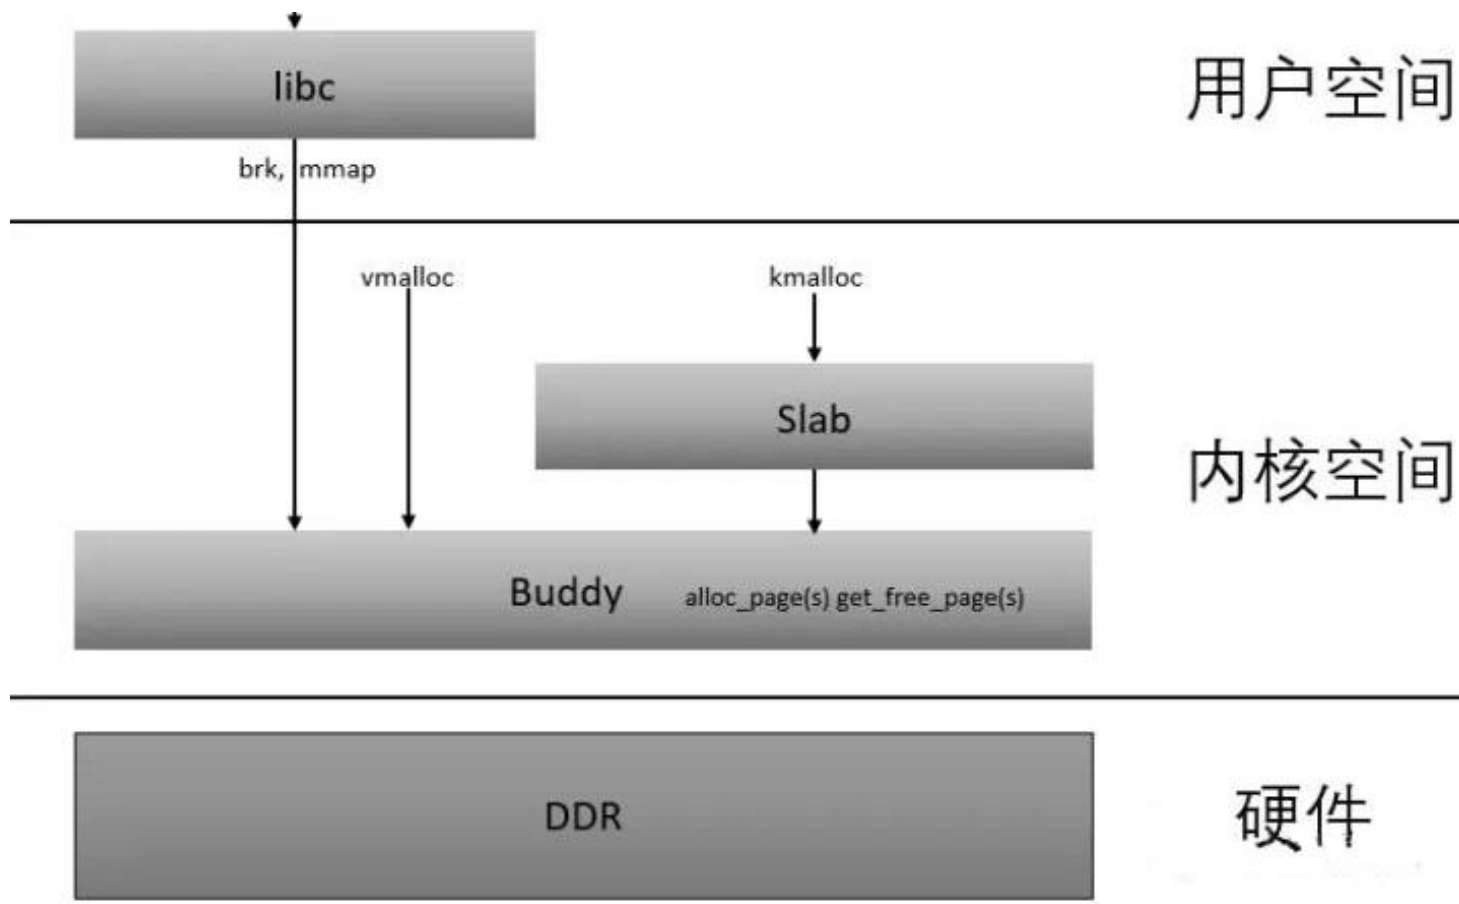 libc
用户空间
brk, mmap
vmalloc
kmalloc
Slab
内核空间
Buddy
alloc_page(s) get_free_page(s)
DDR
硬件